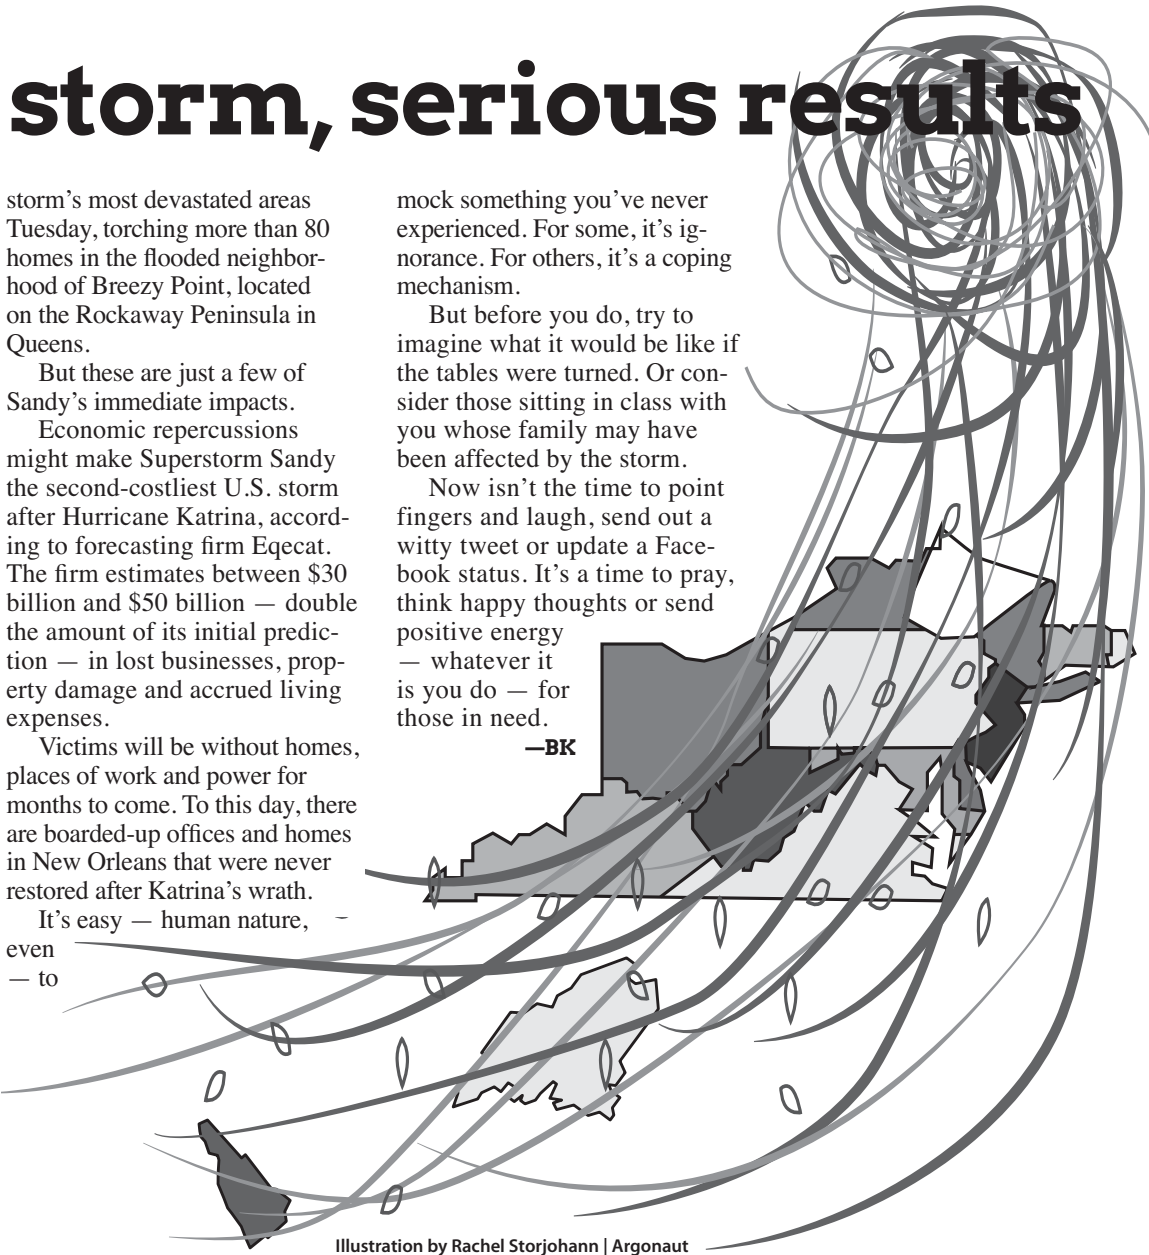 storm, serious results
storm’s most devastated areas
Tuesday, torching more than 80
homes in the flooded neighbor-
hood of Breezy Point, located
on the Rockaway Peninsula in
Queens.
But these are just a few of
Sandy’s immediate impacts.
Economic repercussions
might make Superstorm Sandy
the second-costliest U.S. storm
after Hurricane Katrina, accord-
ing to forecasting firm Eqecat.
The firm estimates between $30
billion and $50 billion — double
the amount of its initial predic-
tion — in lost businesses, prop-
erty damage and accrued living
expenses.
Victims will be without homes,
places of work and power for
months to come. To this day, there
are boarded-up offices and homes
in New Orleans that were never
restored after Katrina’s wrath.
It’s easy — human nature,
even
— to
mock something you’ve never
experienced. For some, it’s ig-
norance. For others, it’s a coping
mechanism.
But before you do, try to
imagine what it would be like if
the tables were turned. Or con-
sider those sitting in class with
you whose family may have
been affected by the storm.
Now isn’t the time to point
fingers and laugh, send out a
witty tweet or update a Face-
book status. It’s a time to pray,
think happy thoughts or send
positive energy
— whatever it
is you do — for
those in need.
—BK
Illustration by Rachel Storjohann | Argonaut